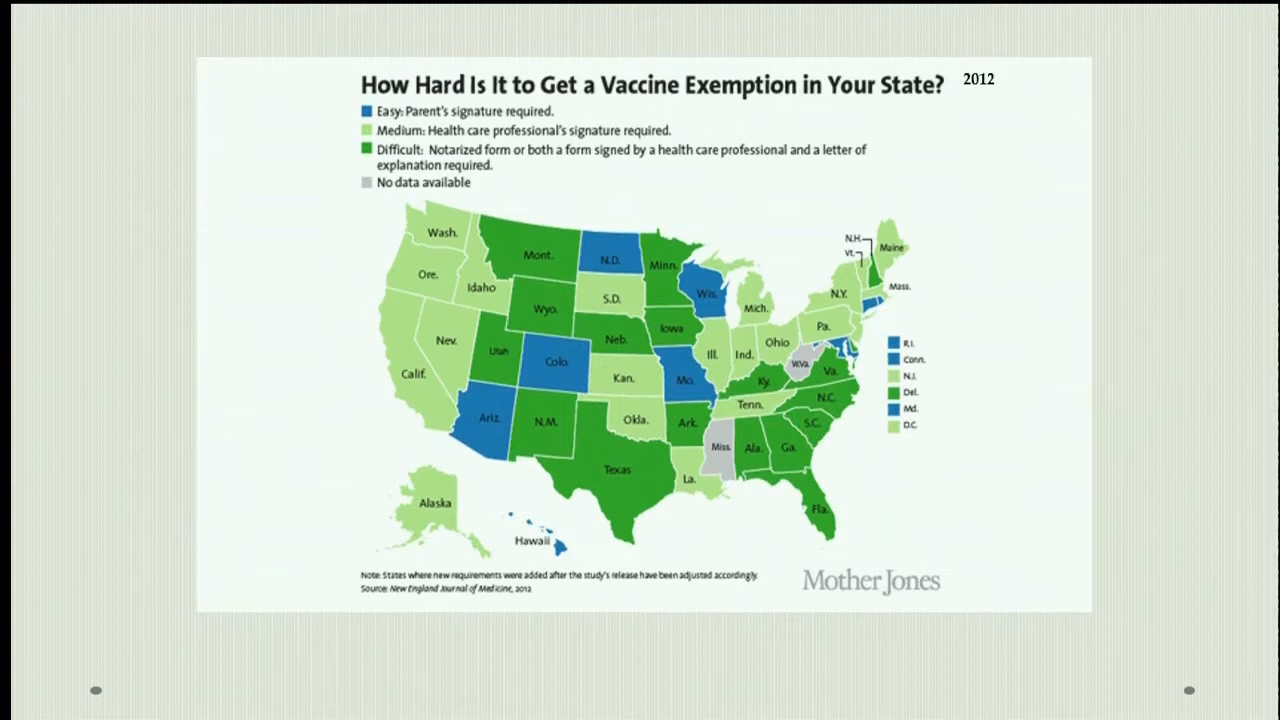 How Hard Is It to Get a Vaccine Exemption in Your State?
2012
Easy: Parent's signature required.
Medium: Health care professional's signature required.
Difficult: Notarized form or both a form signed by a health care professional and a letter of
explanation required.
No data available
Wash.
Mont.
N.D.
Minn.
N.H.
Vt.
Maine
Ore.
Idaho
S.D.
Wis.
Mich.
N.Y.
Mass.
Wyo.
Iowa
Pa.
Nev.
Utah
Neb.
Ill.
Ind.
Ohio
R.I.
Calif.
Colo.
Kan.
Mo.
Ky.
W.Va.
Va.
Conn.
N.J.
Ariz.
N.M.
Okla.
Ark.
Tenn.
N.C.
Del.
Md.
D.C.
Texas
La.
Miss.
Ala.
Ga.
S.C.
Fla.
Alaska
Hawaii
Note: States where new requirements were added after the study's release have been adjusted accordingly.
Source: New England Journal of Medicine, 2012
Mother Jones